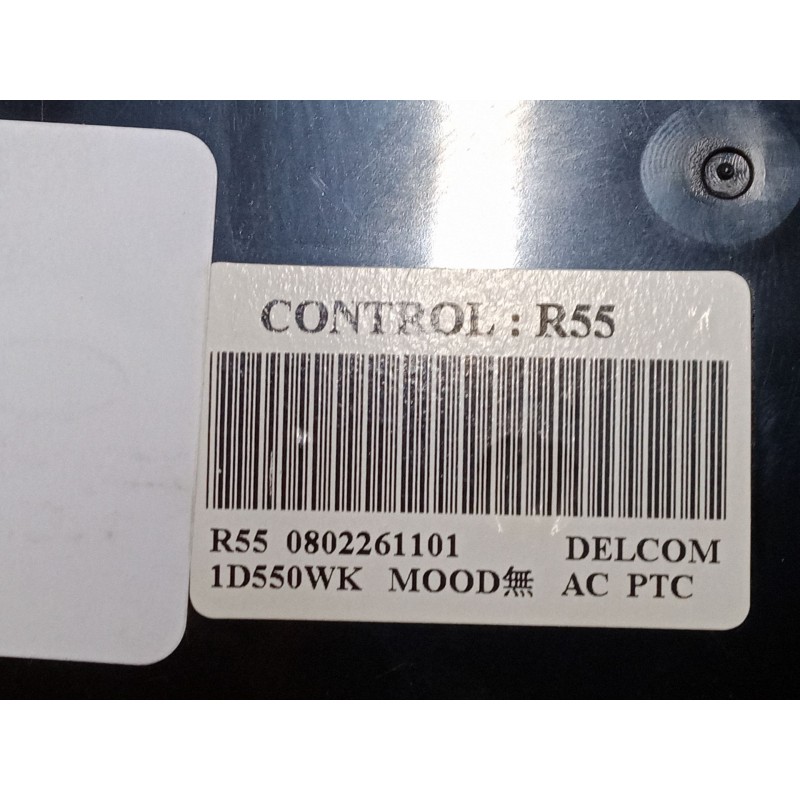 CONTROL : R55
R55 0802261101 DELCOM
1D550WK MOOD無 AC PTC